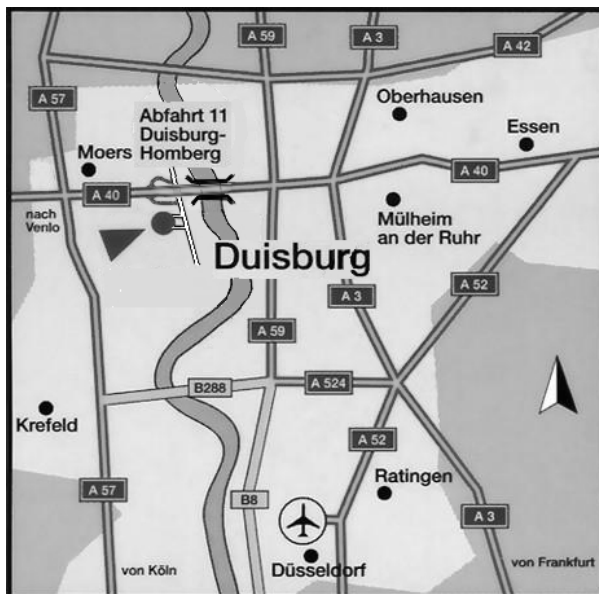 A 59
A 3
A 42
A 57
Oberhausen
Abfahrt 11
Duisburg-
Homberg
Essen
Moers
A 40
A 40
nach
Venlo
Mülheim
an der Ruhr
Duisburg
A 52
A 3
A 59
B288
A 524
Krefeld
A 52
Ratingen
A 57
B8
A 3
von Köln
Düsseldorf
von Frankfurt